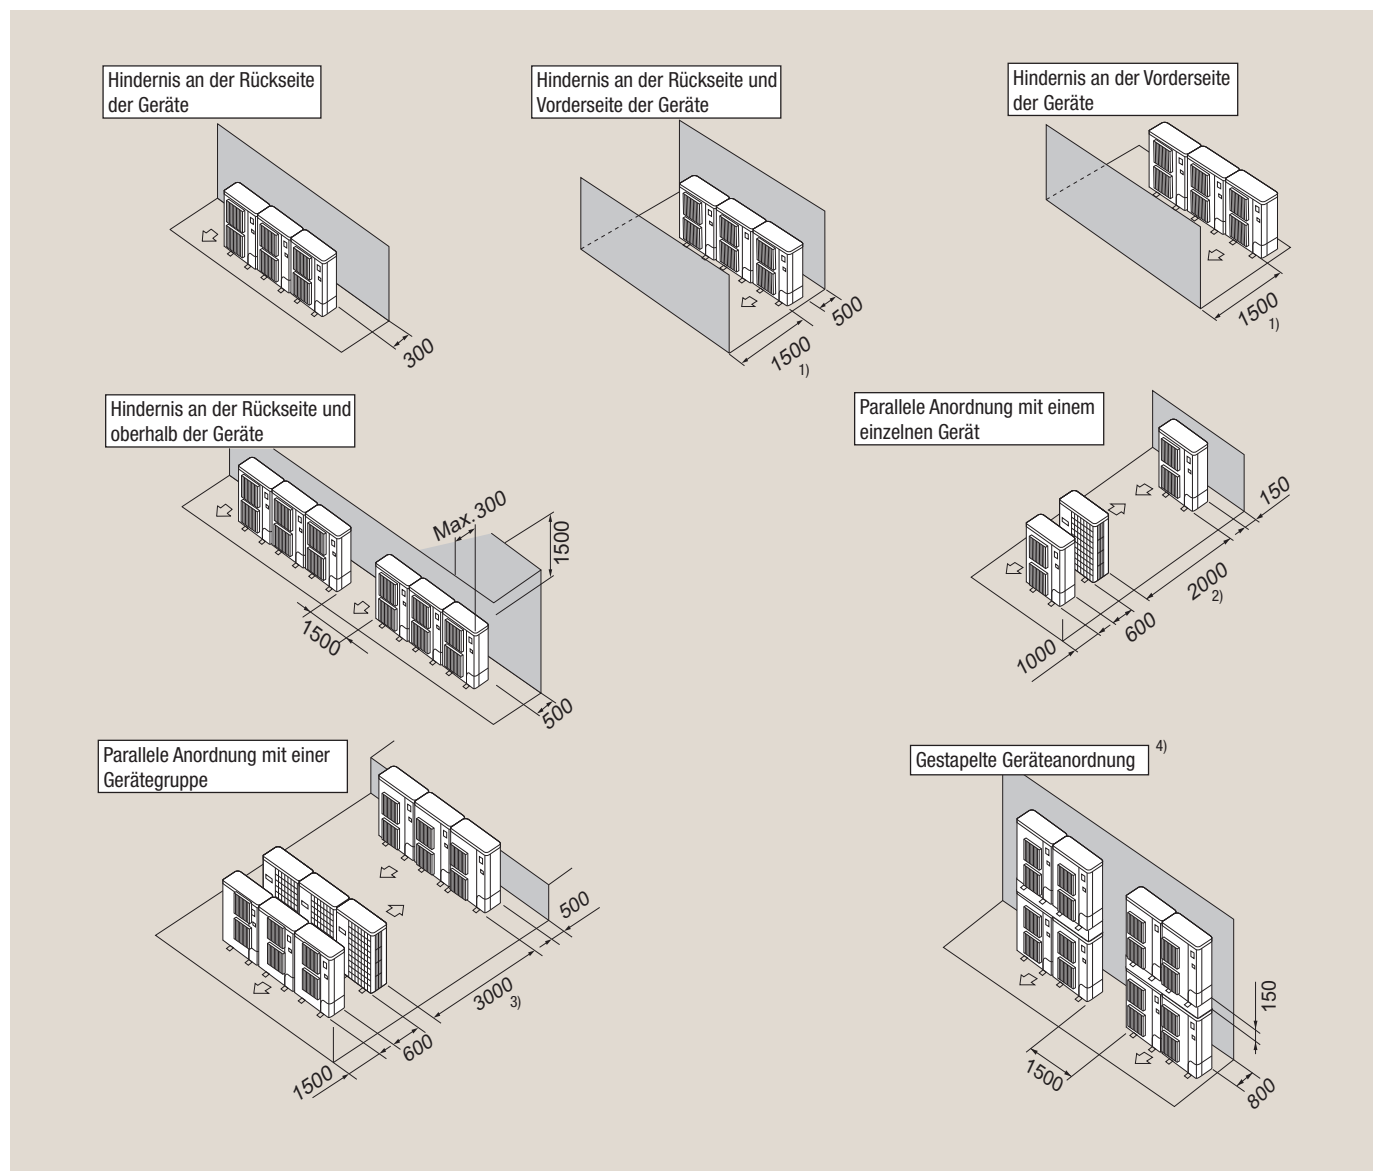 Hindernis an der Rückseite
der Geräte
300
Hindernis an der Rückseite und
Vorderseite der Geräte
500
1500
1)
Hindernis an der Vorderseite
der Geräte
1500
1)
Hindernis an der Rückseite und
oberhalb der Geräte
Max. 300
1500
1500
500
Parallele Anordnung mit einem
einzelnen Gerät
150
2000
2)
600
1000
Parallele Anordnung mit einer
Gerätegruppe
500
3000
3)
600
1500
Gestapelte Geräteanordnung 4)
150
1500
800